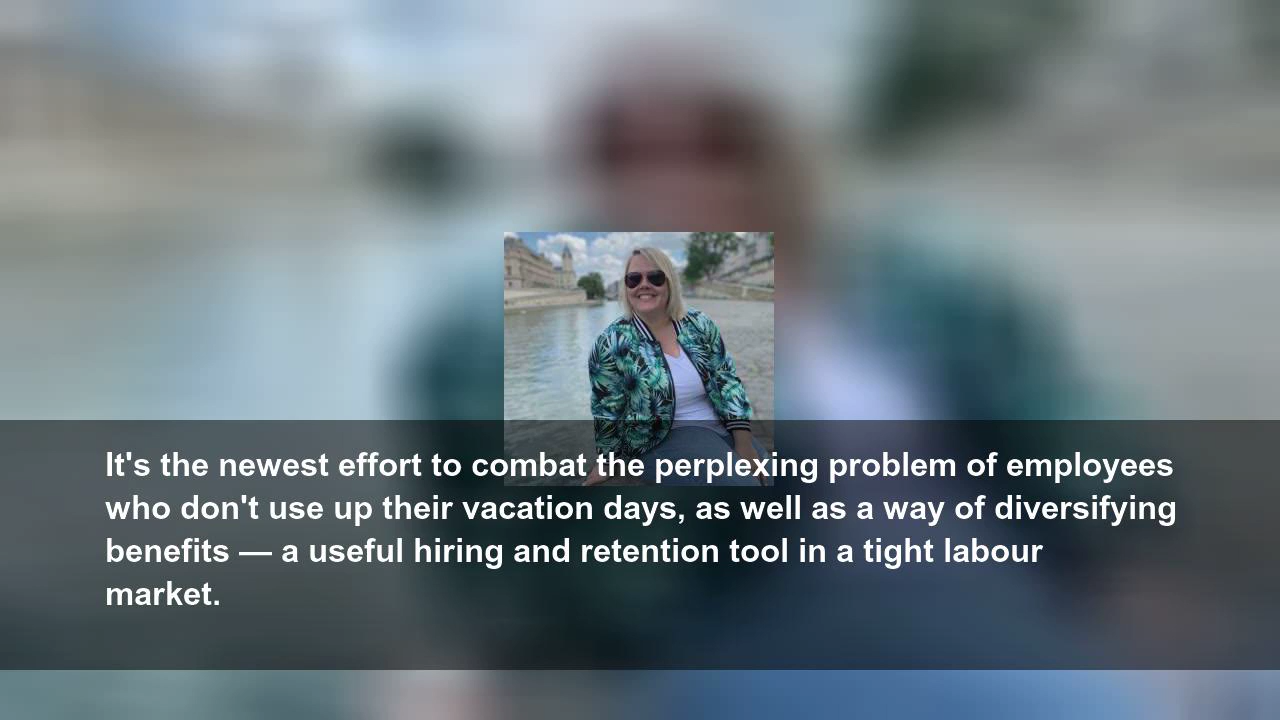 It's the newest effort to combat the perplexing problem of employees
who don't use up their vacation days, as well as a way of diversifying
benefits — a useful hiring and retention tool in a tight labour
market.